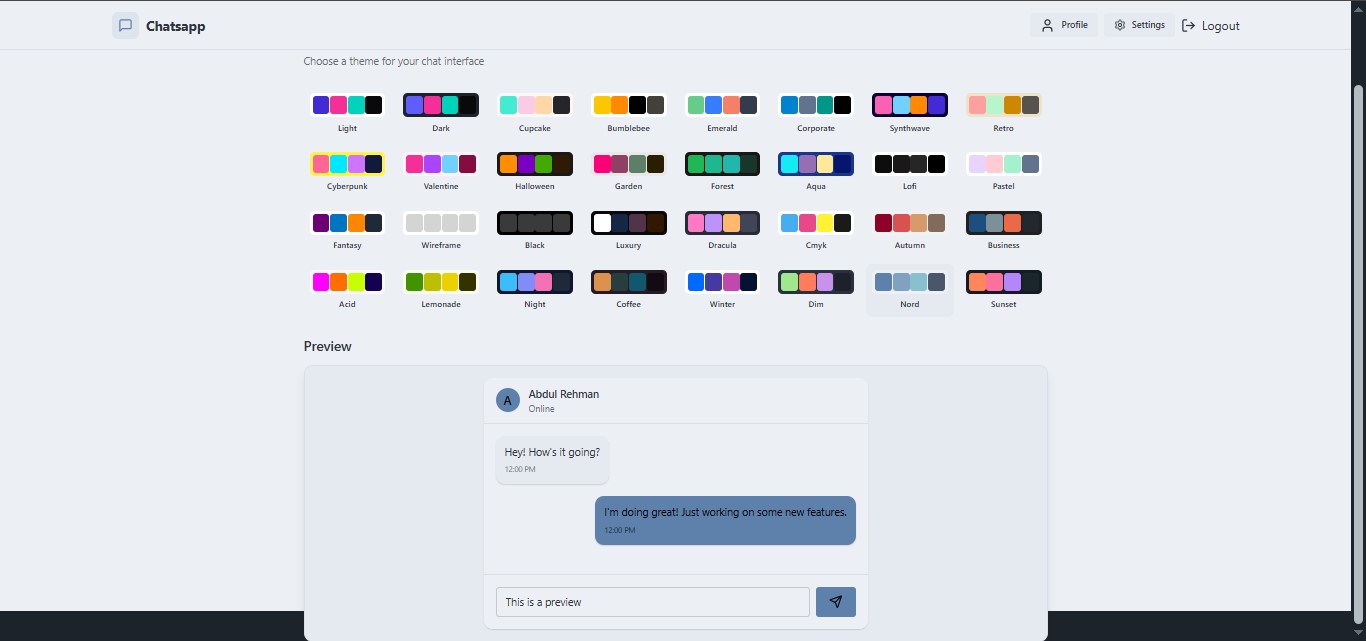 Chatsapp
Profile
Settings
Logout
Choose a theme for your chat interface
Light
Dark
Cupcake
Bumblebee
Emerald
Corporate
Synthwave
Retro
Cyberpunk
Valentine
Halloween
Garden
Forest
Aqua
Lofi
Pastel
Fantasy
Wireframe
Black
Luxury
Dracula
Cmyk
Autumn
Business
Acid
Lemonade
Night
Coffee
Winter
Dim
Nord
Sunset
Preview
A
Abdul Rehman
Online
Hey! How's it going?
12:00 PM
I'm doing great! Just working on some new features.
12:00 PM
This is a preview